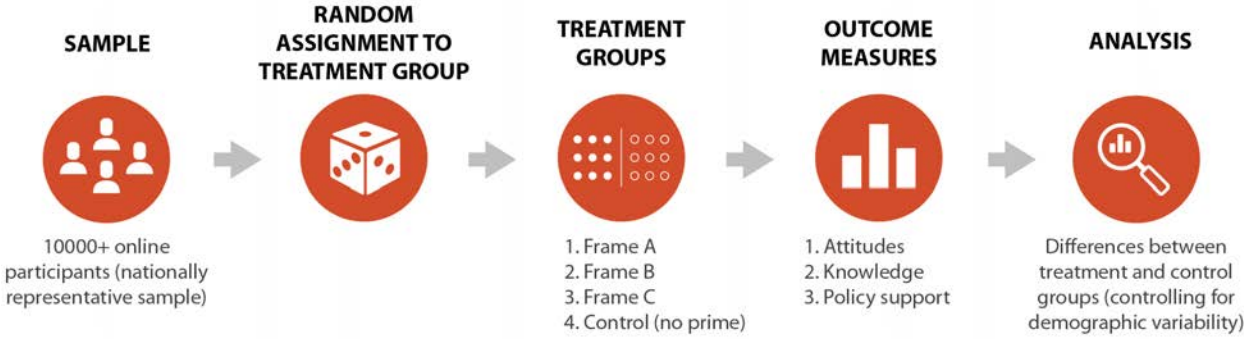 SAMPLE
10000+ online
participants (nationally
representative sample)
RANDOM
ASSIGNMENT TO
TREATMENT GROUP
TREATMENT
GROUPS
1. Frame A
2. Frame B
3. Frame C
4. Control (no prime)
OUTCOME
MEASURES
1. Attitudes
2. Knowledge
3. Policy support
ANALYSIS
Differences between
treatment and control
groups (controlling for
demographic variability)